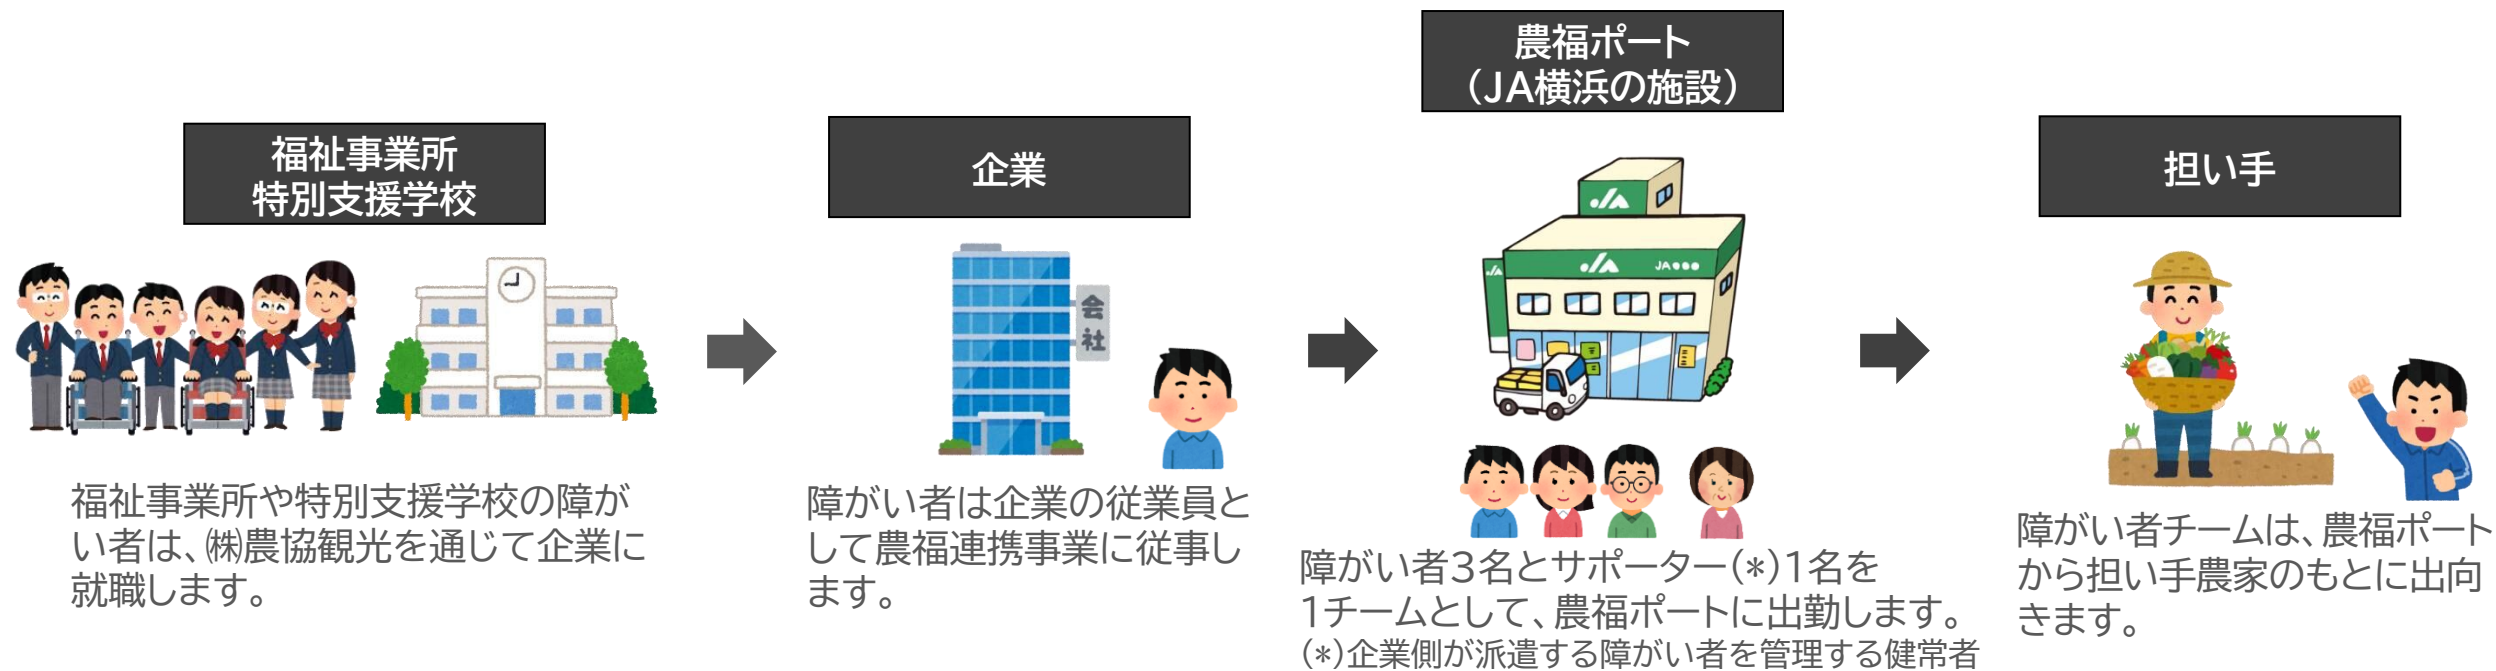 福祉事業所
特別支援学校
福祉事業所や特別支援学校の障が
い者は、㈱農協観光を通じて企業に
就職します。
企業
会社
障がい者は企業の従業員と
して農福連携事業に従事し
ます。
農福ポート
（JA横浜の施設）
JA
JA
JA●●●
JA
障がい者３名とサポーター(*)1名を
1チームとして、農福ポートに出勤します。
(*)企業側が派遣する障がい者を管理する健常者
担い手
障がい者チームは、農福ポート
から担い手農家のもとに出向
きます。